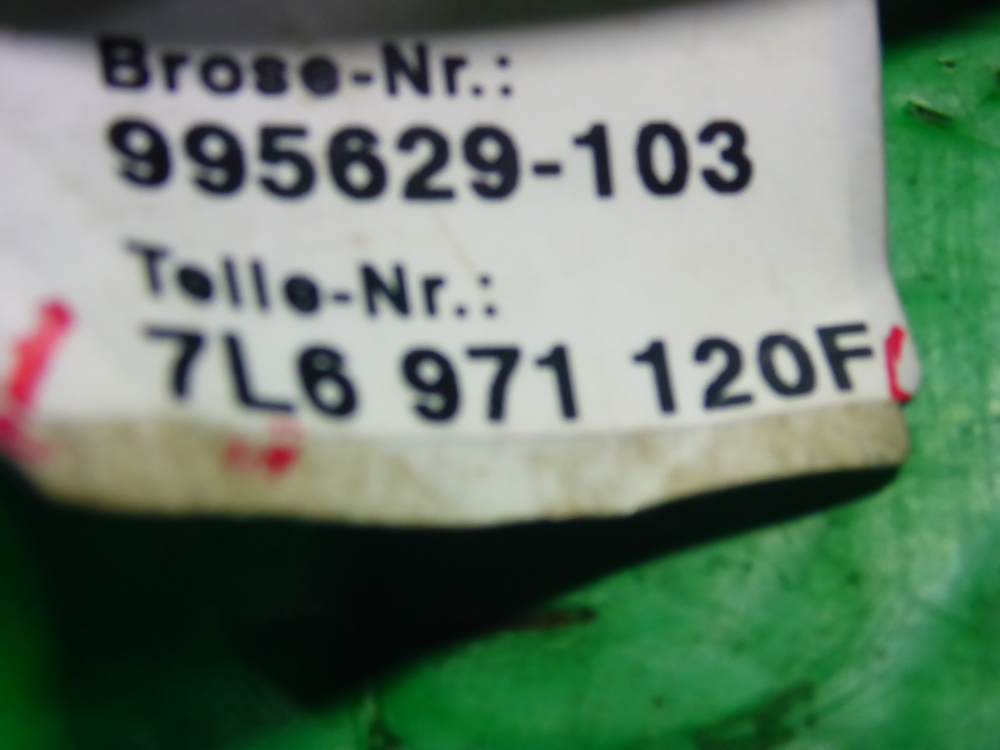 Brose-Nr.:
995629-103
Teile-Nr.:
7L6 971 120F